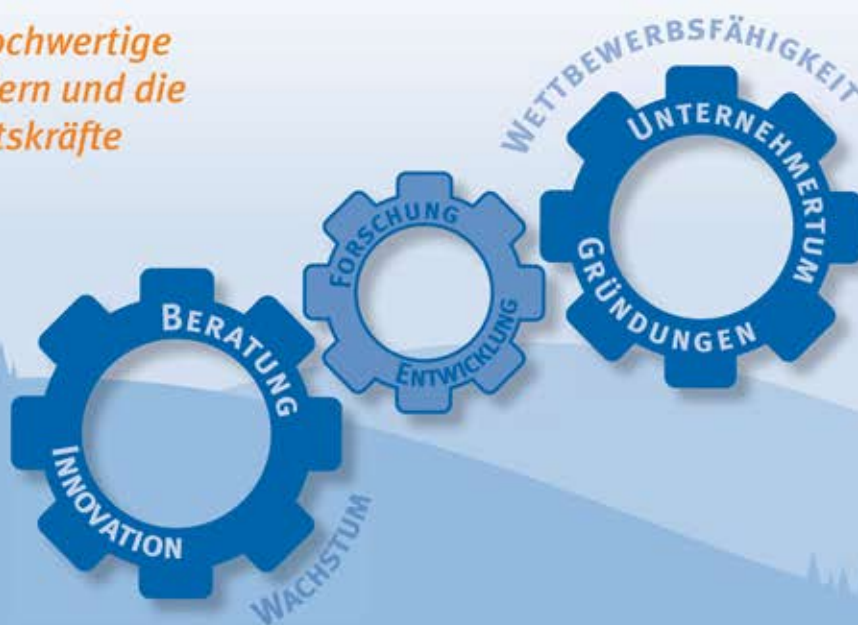 ochwertige
ern und die
tskräfte
WETTBEWERBSFÄHIGKEIT
UNTERNEHMERTUM
GRÜNDUNGEN
FORSCHUNG
ENTWICKLUNG
BERATUNG
INNOVATION
WACHSTUM